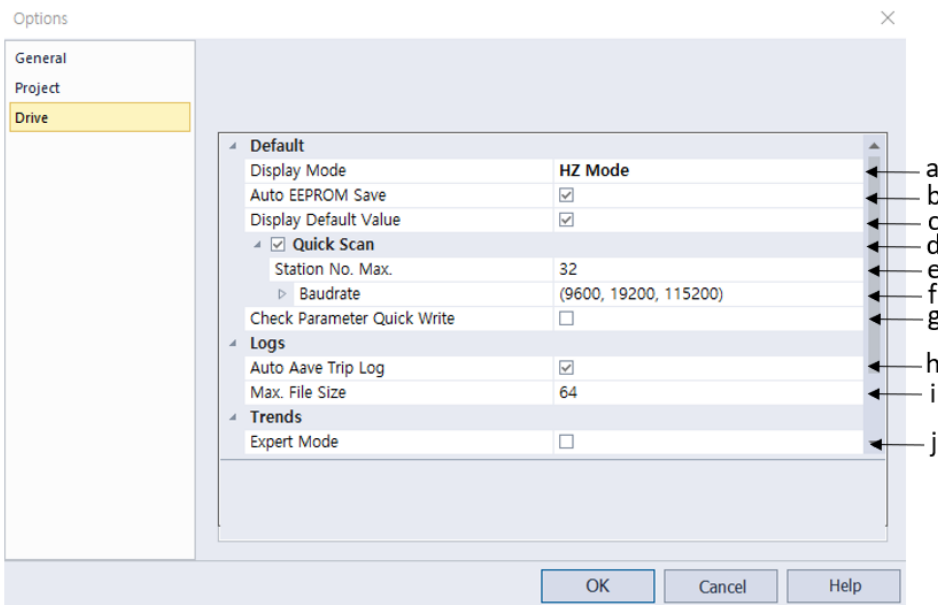 Options
General
Project
Drive
Default
Display Mode HZ Mode a
Auto EEPROM Save b
Display Default Value c
Quick Scan d
Station No. Max. 32 e
Baudrate (9600, 19200, 115200) f
Check Parameter Quick Write g
Logs
Auto Aave Trip Log h
Max. File Size 64 i
Trends
Expert Mode j
OK Cancel Help